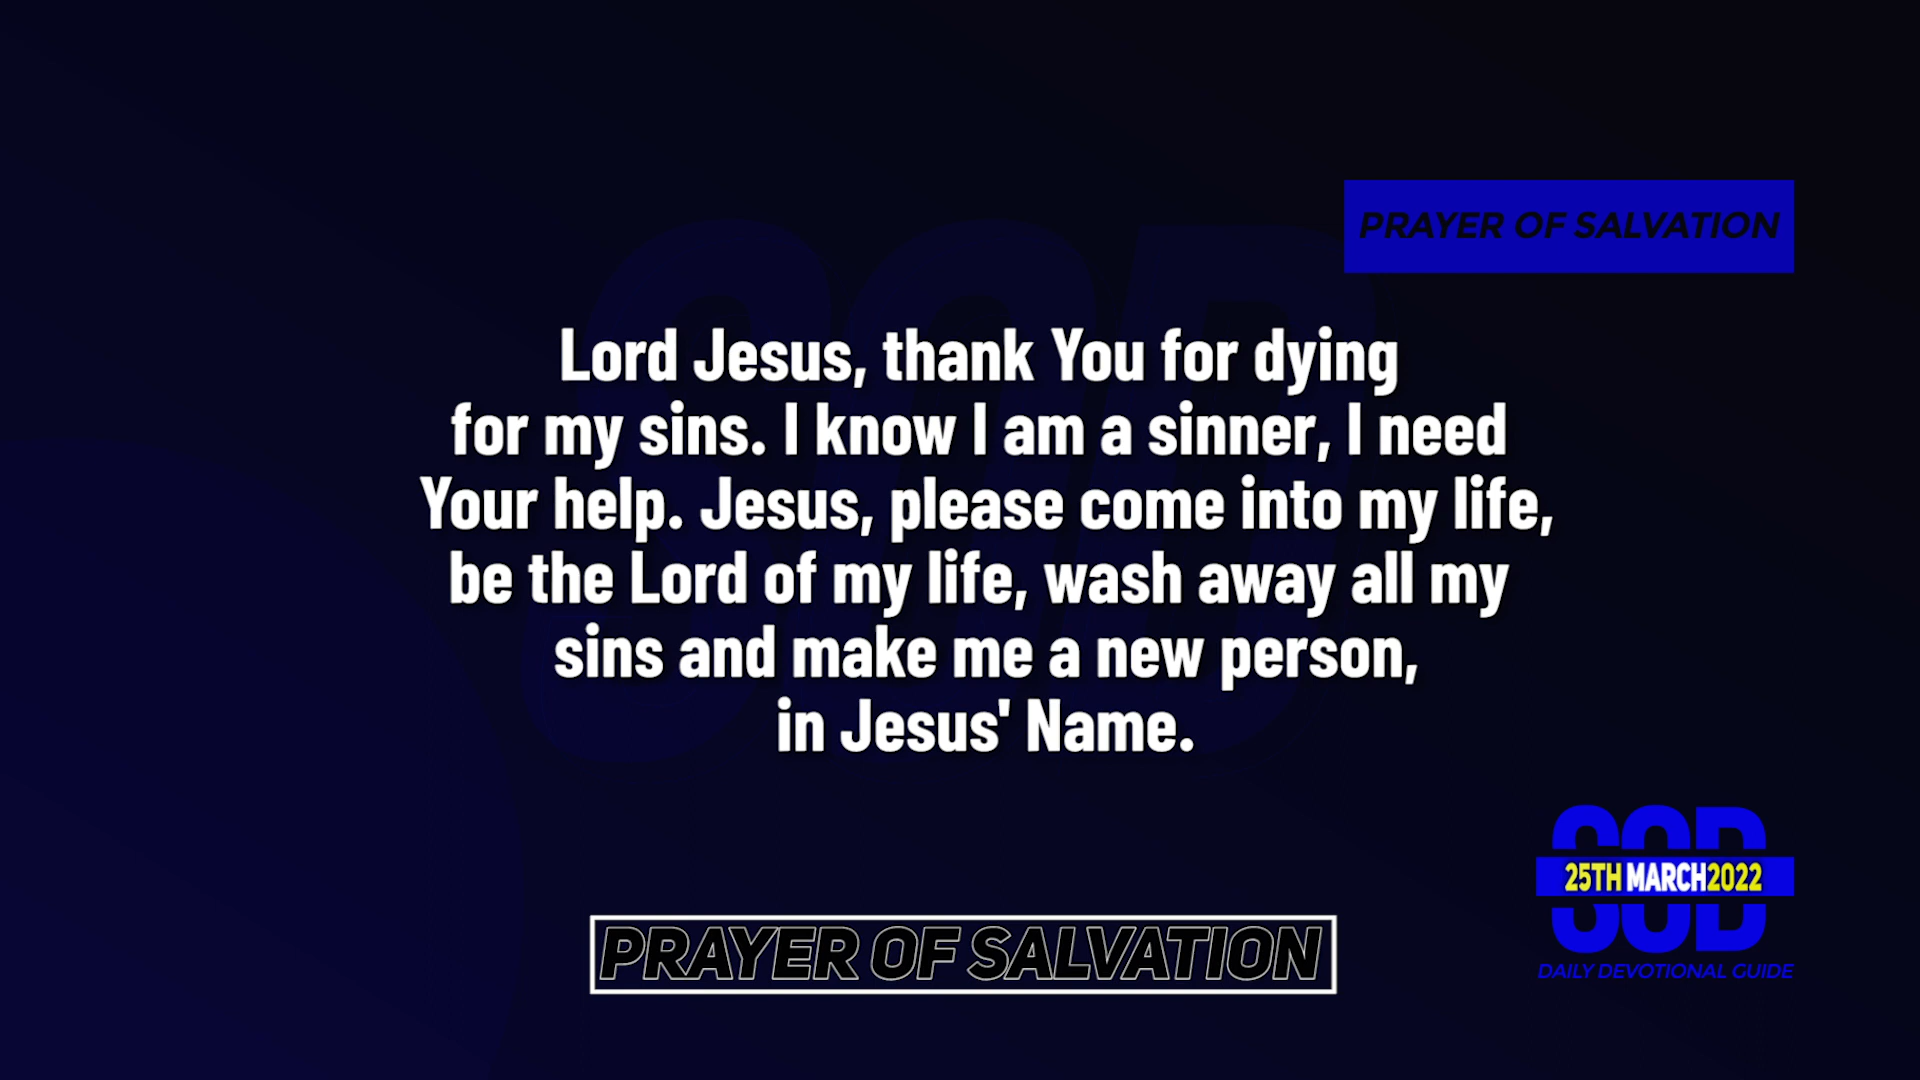 PRAYER OF SALVATION
Lord Jesus, thank You for dying
for my sins. I know I am a sinner, I need
Your help. Jesus, please come into my life,
be the Lord of my life, wash away all my
sins and make me a new person,
in Jesus' Name.
SOD
25TH MARCH2022
DAILY DEVOTIONAL GUIDE
PRAYER OF SALVATION